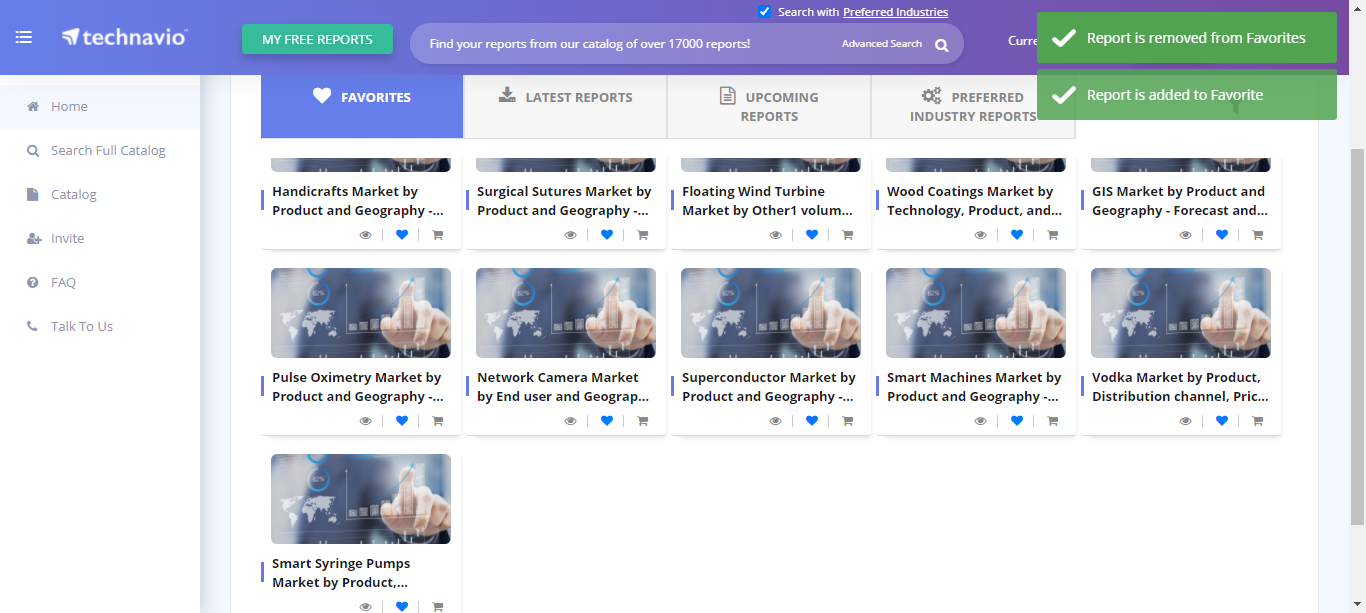 Search with Preferred Industries
technavio
MY FREE REPORTS
Find your reports from our catalog of over 17000 reports!
Advanced Search
Curre
Report is removed from Favorites
Report is added to Favorite
Home
Search Full Catalog
Catalog
Invite
FAQ
Talk To Us
FAVORITES
LATEST REPORTS
UPCOMING
REPORTS
PREFERRED
INDUSTRY REPORTS
Handicrafts Market by
Product and Geography -...
Surgical Sutures Market by
Product and Geography -...
Floating Wind Turbine
Market by Other1 volum...
Wood Coatings Market by
Technology, Product, and...
GIS Market by Product and
Geography - Forecast and...
82%
82%
82%
82%
82%
Pulse Oximetry Market by
Product and Geography -...
Network Camera Market
by End user and Geograp...
Superconductor Market by
Product and Geography -...
Smart Machines Market by
Product and Geography -...
Vodka Market by Product,
Distribution channel, Pric...
82%
Smart Syringe Pumps
Market by Product,...